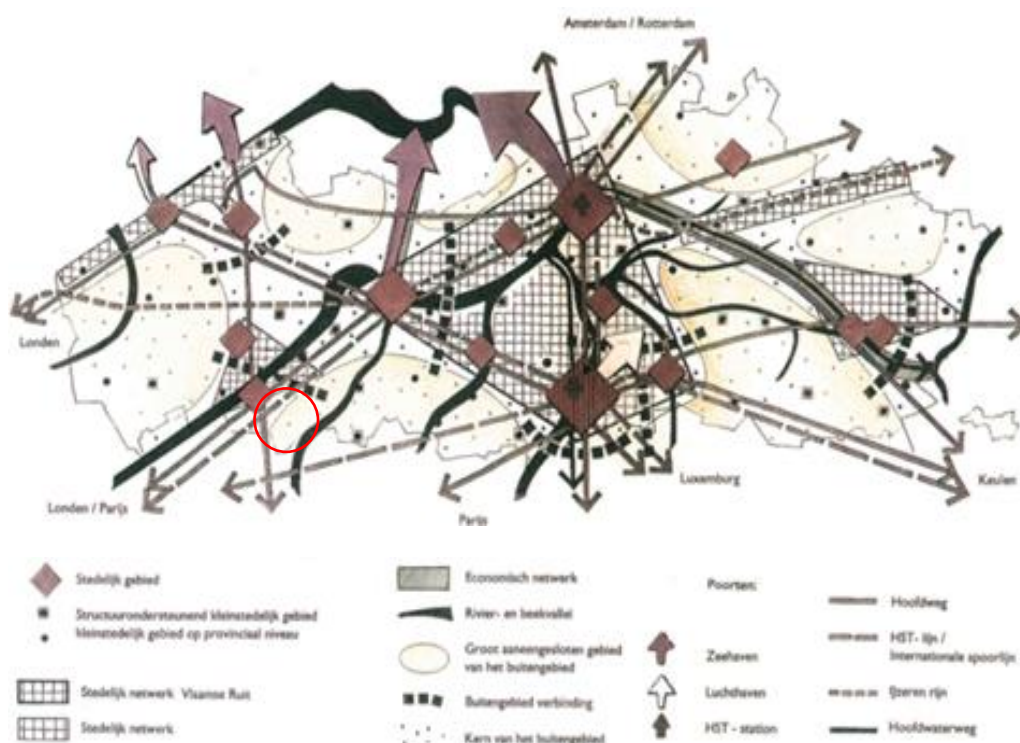 Amsterdam / Rotterdam
Londen
Londen / Parijs
Parijs
Luxemburg
Keulen
Stedelijk gebied
Structuurondersteunend kleinstedelijk gebied
kleinstedelijk gebied op provinciaal niveau
Stedelijk netwerk Vlaamse Ruit
Stedelijk netwerk
Economisch netwerk
Rivier- en beekvallei
Groot aaneengesloten gebied
van het buitengebied
Buitengebied verbinding
Kern van het buitengebied
Poorten:
Zeehaven
Luchthaven
HST - station
Hoofdweg
HST- lijn /
Internationale spoorlijn
IJzeren rijn
Hoofdwaterweg